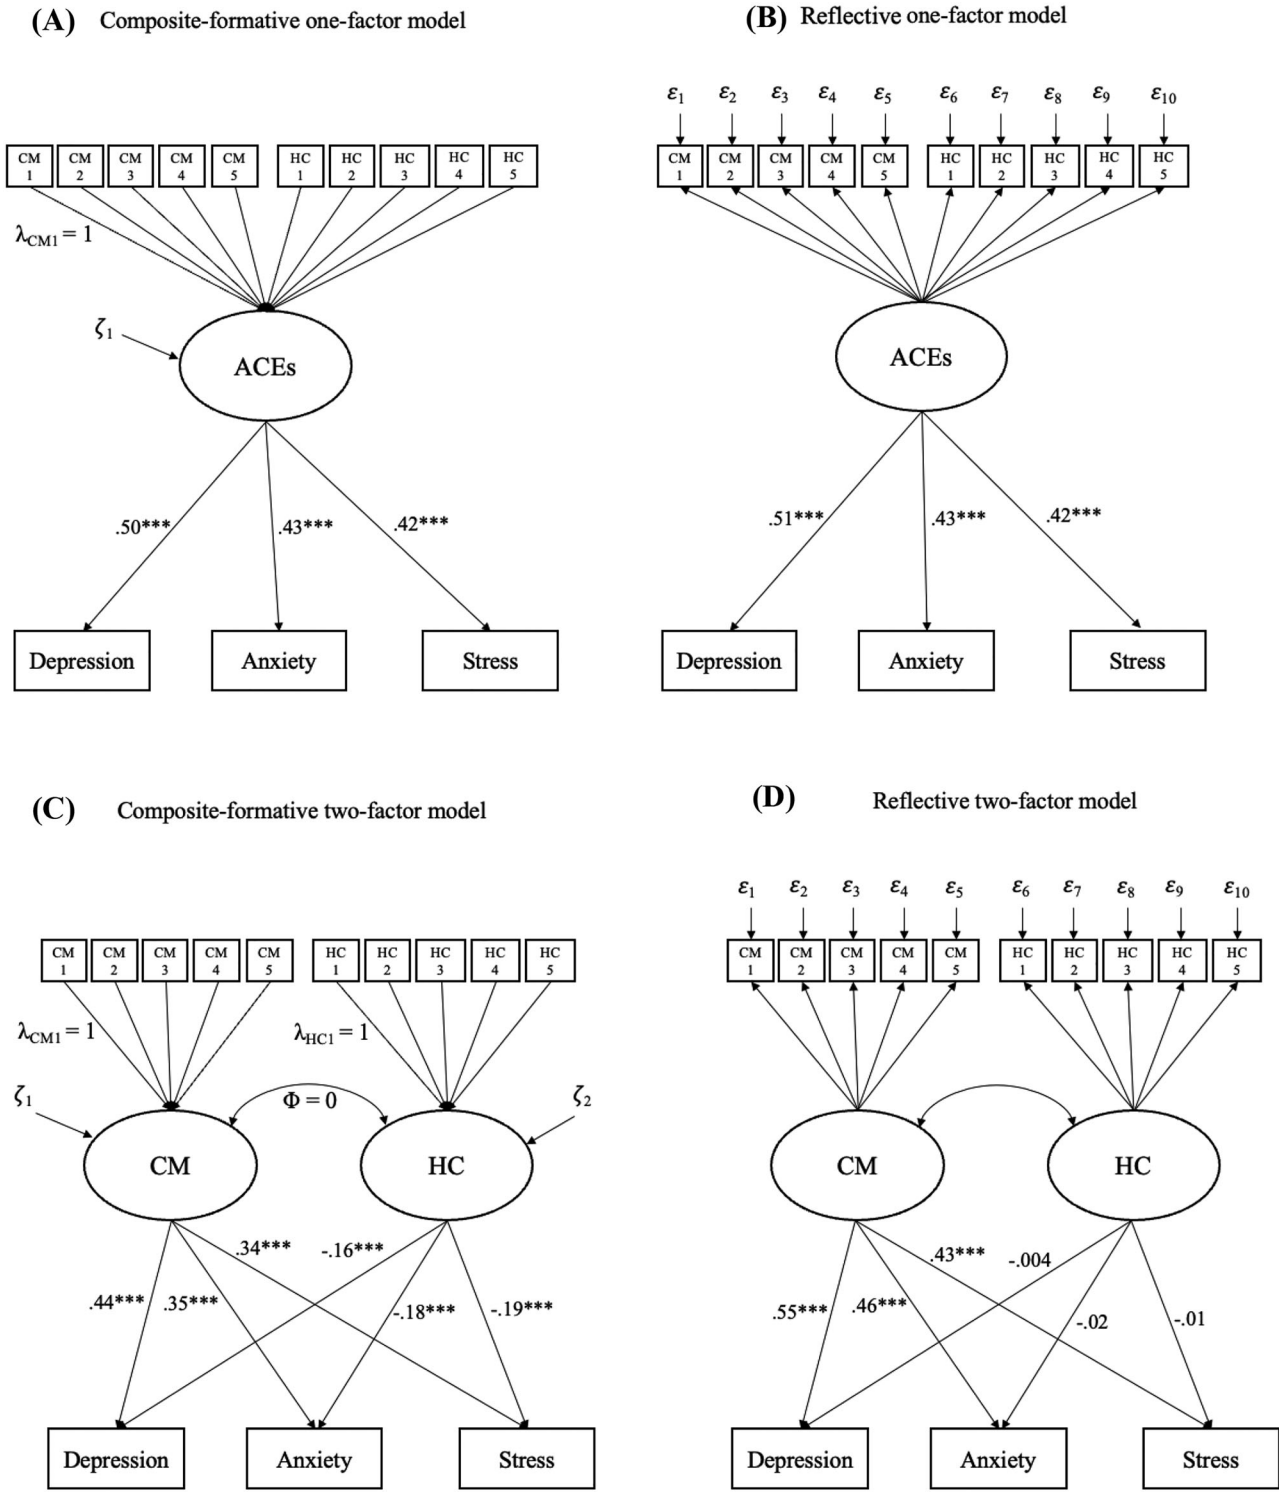 (A) Composite-formative one-factor model
CM 1 CM 2 CM 3 CM 4 CM 5 HC 1 HC 2 HC 3 HC 4 HC 5
λCM1 = 1
ζ1
ACEs
.50*** .43*** .42***
Depression Anxiety Stress
(B) Reflective one-factor model
ε1 ε2 ε3 ε4 ε5 ε6 ε7 ε8 ε9 ε10
CM 1 CM 2 CM 3 CM 4 CM 5 HC 1 HC 2 HC 3 HC 4 HC 5
ACEs
.51*** .43*** .42***
Depression Anxiety Stress
(C) Composite-formative two-factor model
CM 1 CM 2 CM 3 CM 4 CM 5 HC 1 HC 2 HC 3 HC 4 HC 5
λCM1 = 1 λHC1 = 1
ζ1 Φ = 0 ζ2
CM HC
.34*** -.16***
.44*** .35*** -.18*** -.19***
Depression Anxiety Stress
(D) Reflective two-factor model
ε1 ε2 ε3 ε4 ε5 ε6 ε7 ε8 ε9 ε10
CM 1 CM 2 CM 3 CM 4 CM 5 HC 1 HC 2 HC 3 HC 4 HC 5
CM HC
.43*** -.004
.55*** .46*** -.02 -.01
Depression Anxiety Stress